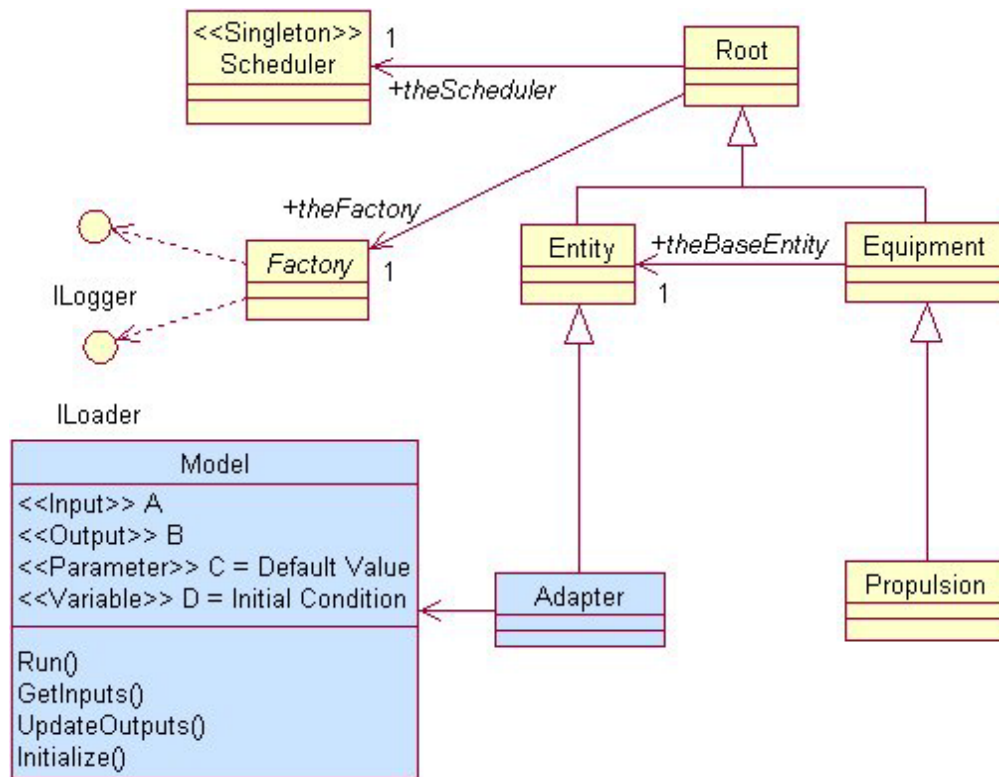 <<Singleton>>
Scheduler
1
+theScheduler
Root
+theFactory
Factory
1
ILogger
ILoader
Entity
+theBaseEntity
1
Equipment
Model
<<Input>> A
<<Output>> B
<<Parameter>> C = Default Value
<<Variable>> D = Initial Condition
Run()
GetInputs()
UpdateOutputs()
Initialize()
Adapter
Propulsion